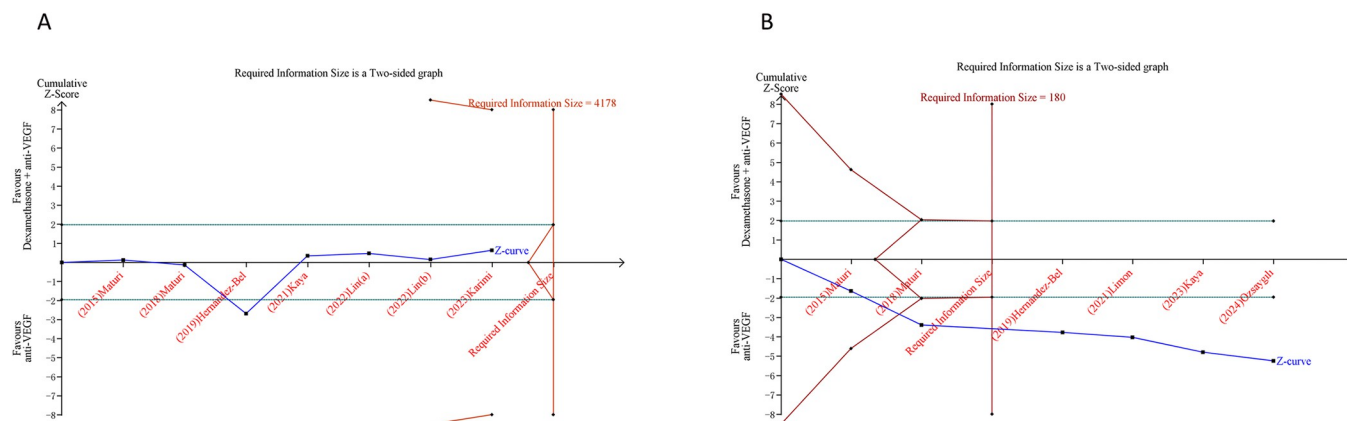 A
Required Information Size is a Two-sided graph
Cumulative
Z-Score
Required Information Size = 4178
8
7
6
5
4
3
2
1
-1
-2
-3
-4
-5
-6
-7
-8
Favours
Dexamethasone + anti-VEGF
Favours
anti-VEGF
Z-curve
(2015)Maturi
(2018)Maturi
(2019)Hernandez-Bel
(2021)Kaya
(2022)Lin(a)
(2022)Lin(b)
(2023)Karimi
Required Information Size
B
Required Information Size is a Two-sided graph
Cumulative
Z-Score
Required Information Size = 180
8
7
6
5
4
3
2
1
-1
-2
-3
-4
-5
-6
-7
-8
Favours
Dexamethasone + anti-VEGF
Favours
anti-VEGF
(2015)Maturi
(2018)Maturi
Required Information Size
(2019)Hernandez-Bel
(2021)Limon
(2023)Kaya
(2024)Ozsaygılı
Z-curve